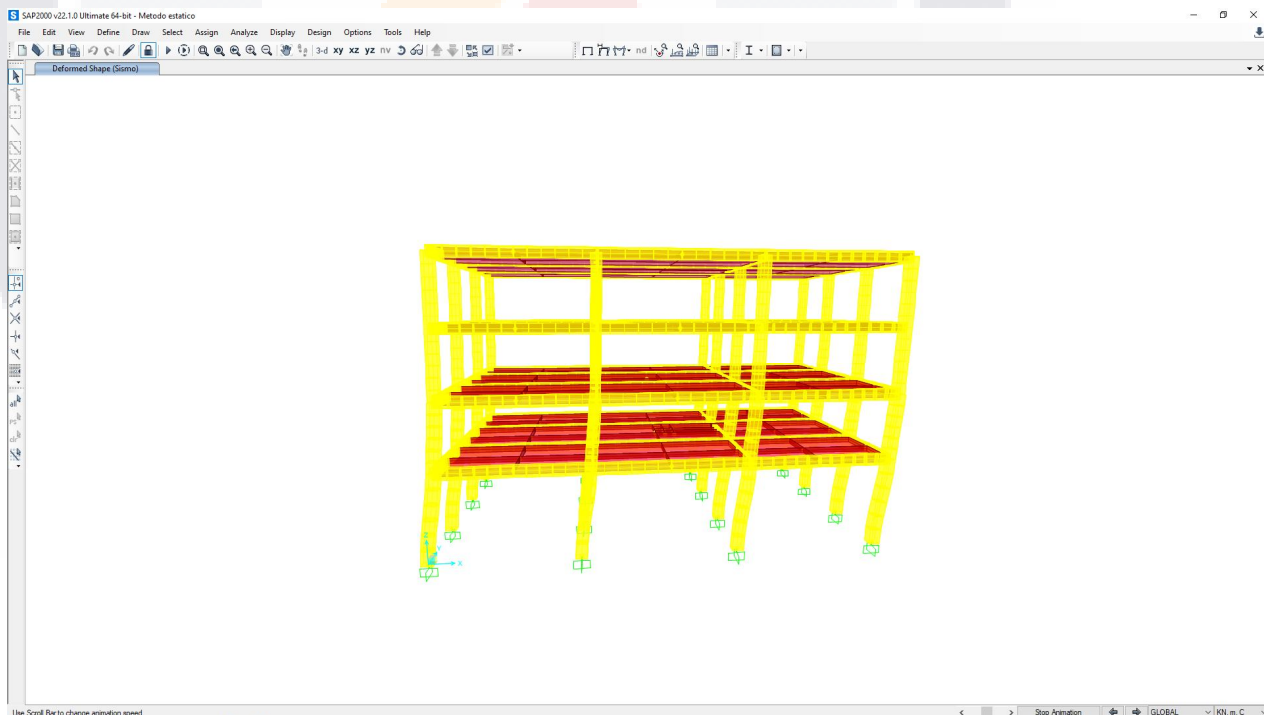 SAP2000 v22.1.0 Ultimate 64-bit - Metodo estatico
File Edit View Define Draw Select Assign Analyze Display Design Options Tools Help
3-d xy xz yz nv nd
Deformed Shape (Sismo)
Z
Y
X
Use Scroll Bar to change animation speed
Stop Animation GLOBAL KN, m, C